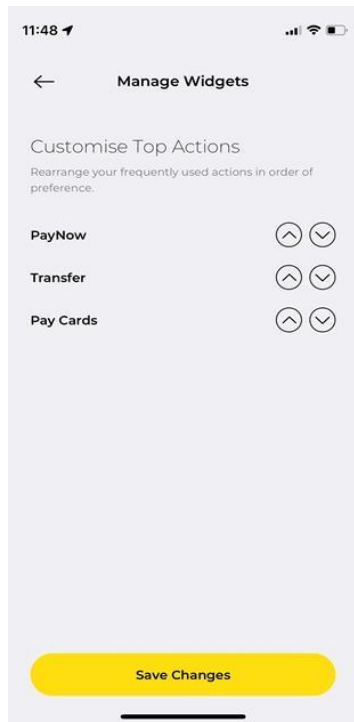 11:48
Manage Widgets
Customise Top Actions
Rearrange your frequently used actions in order of
preference.
PayNow
Transfer
Pay Cards
Save Changes